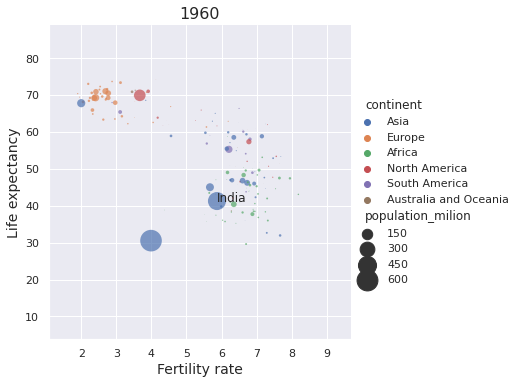 1960
Life expectancy
80
70
60
50
40
30
20
10
India
2 3 4 5 6 7 8 9
Fertility rate
continent
Asia
Europe
Africa
North America
South America
Australia and Oceania
population_milion
150
300
450
600